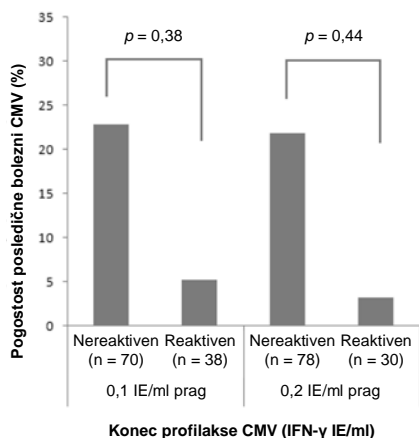 Pogostost posledične bolezni CMV (%)
35
30
25
20
15
10
5
0
p = 0,38
p = 0,44
Nereaktiven Reaktiven Nereaktiven Reaktiven
(n = 70) (n = 38) (n = 78) (n = 30)
0,1 IE/ml prag 0,2 IE/ml prag
Konec profilakse CMV (IFN-γ IE/ml)